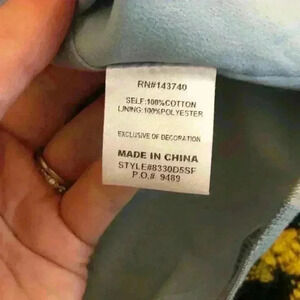 RN#143740
SELF:100%COTTON
LINING:100%POLYESTER
EXCLUSIVE OF DECORATION
MADE IN CHINA
STYLE#8330D5SF
P.O.# 9489